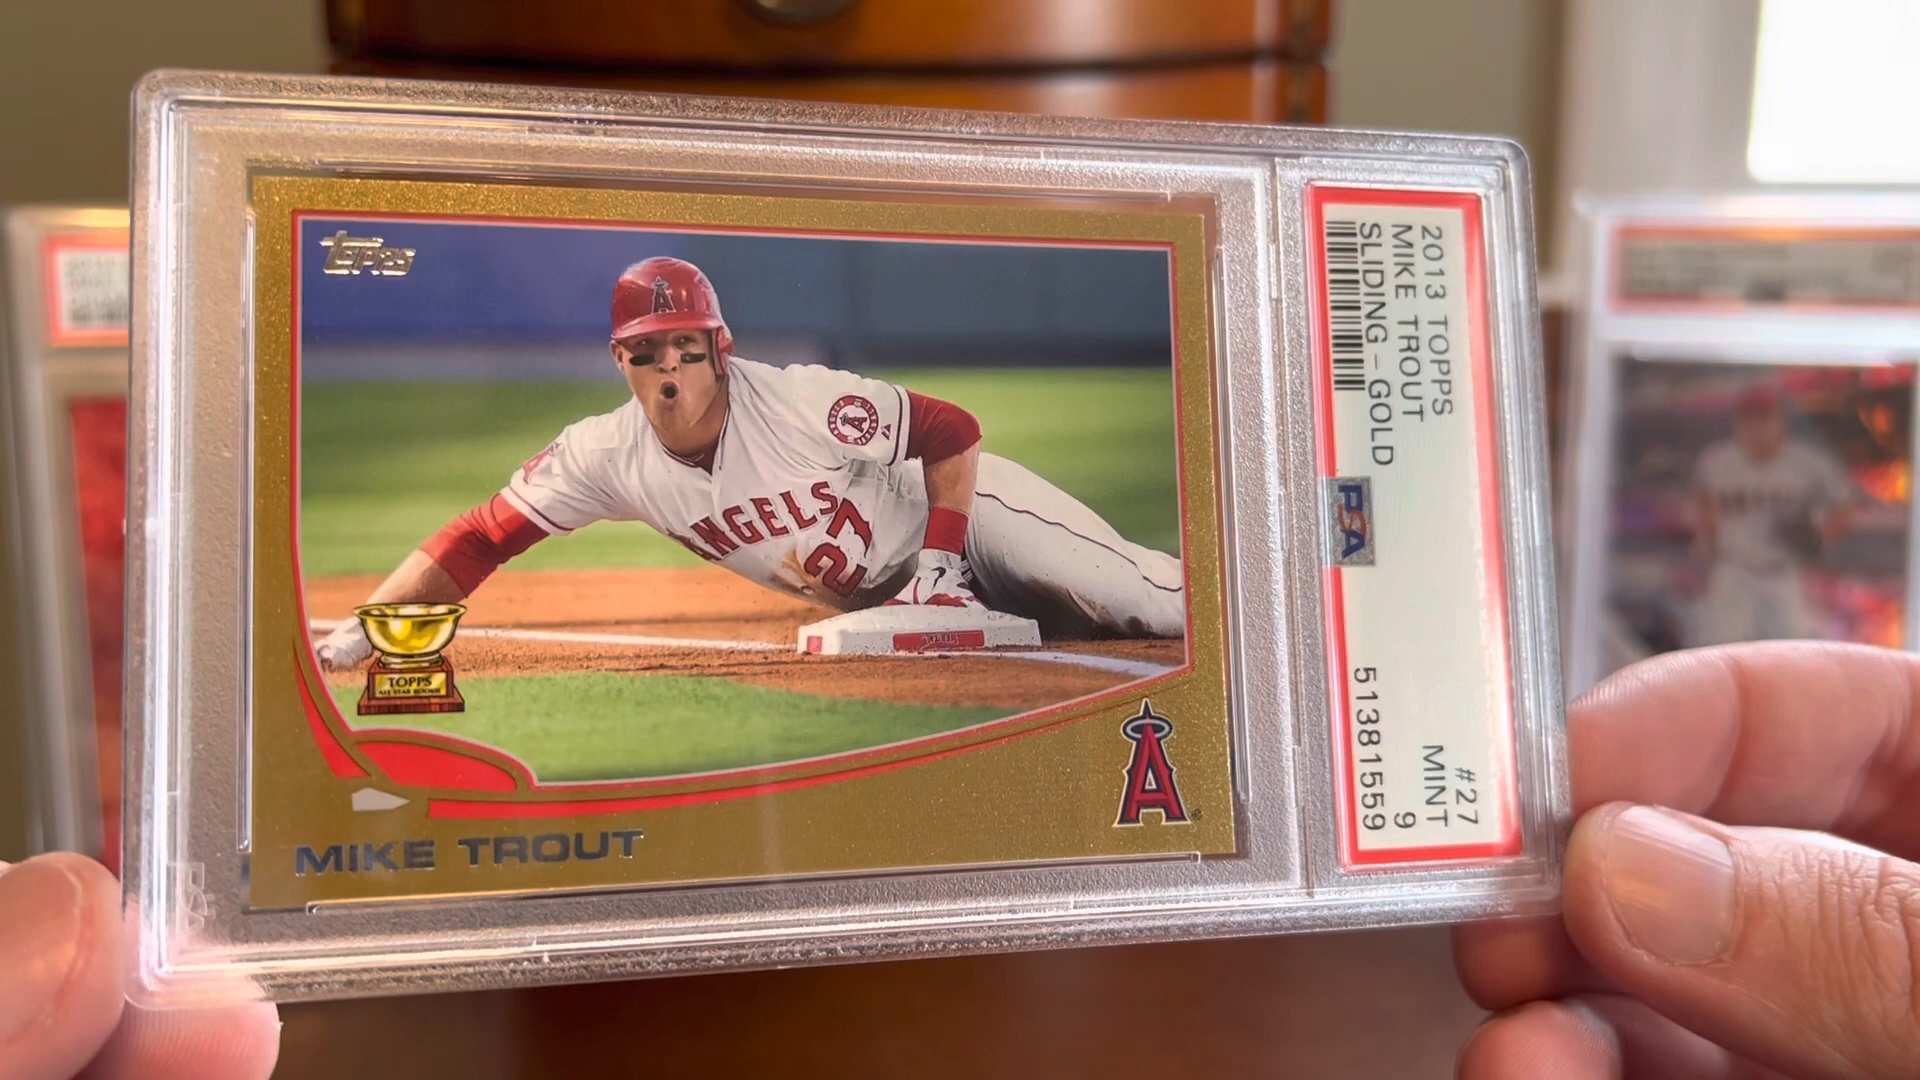 Topps
A
A
ANGELS
27
TOPPS
ALL STAR ROOKIE
A
MIKE TROUT
2013 TOPPS
MIKE TROUT
SLIDING - GOLD
#27
MINT
9
51381559
PSA